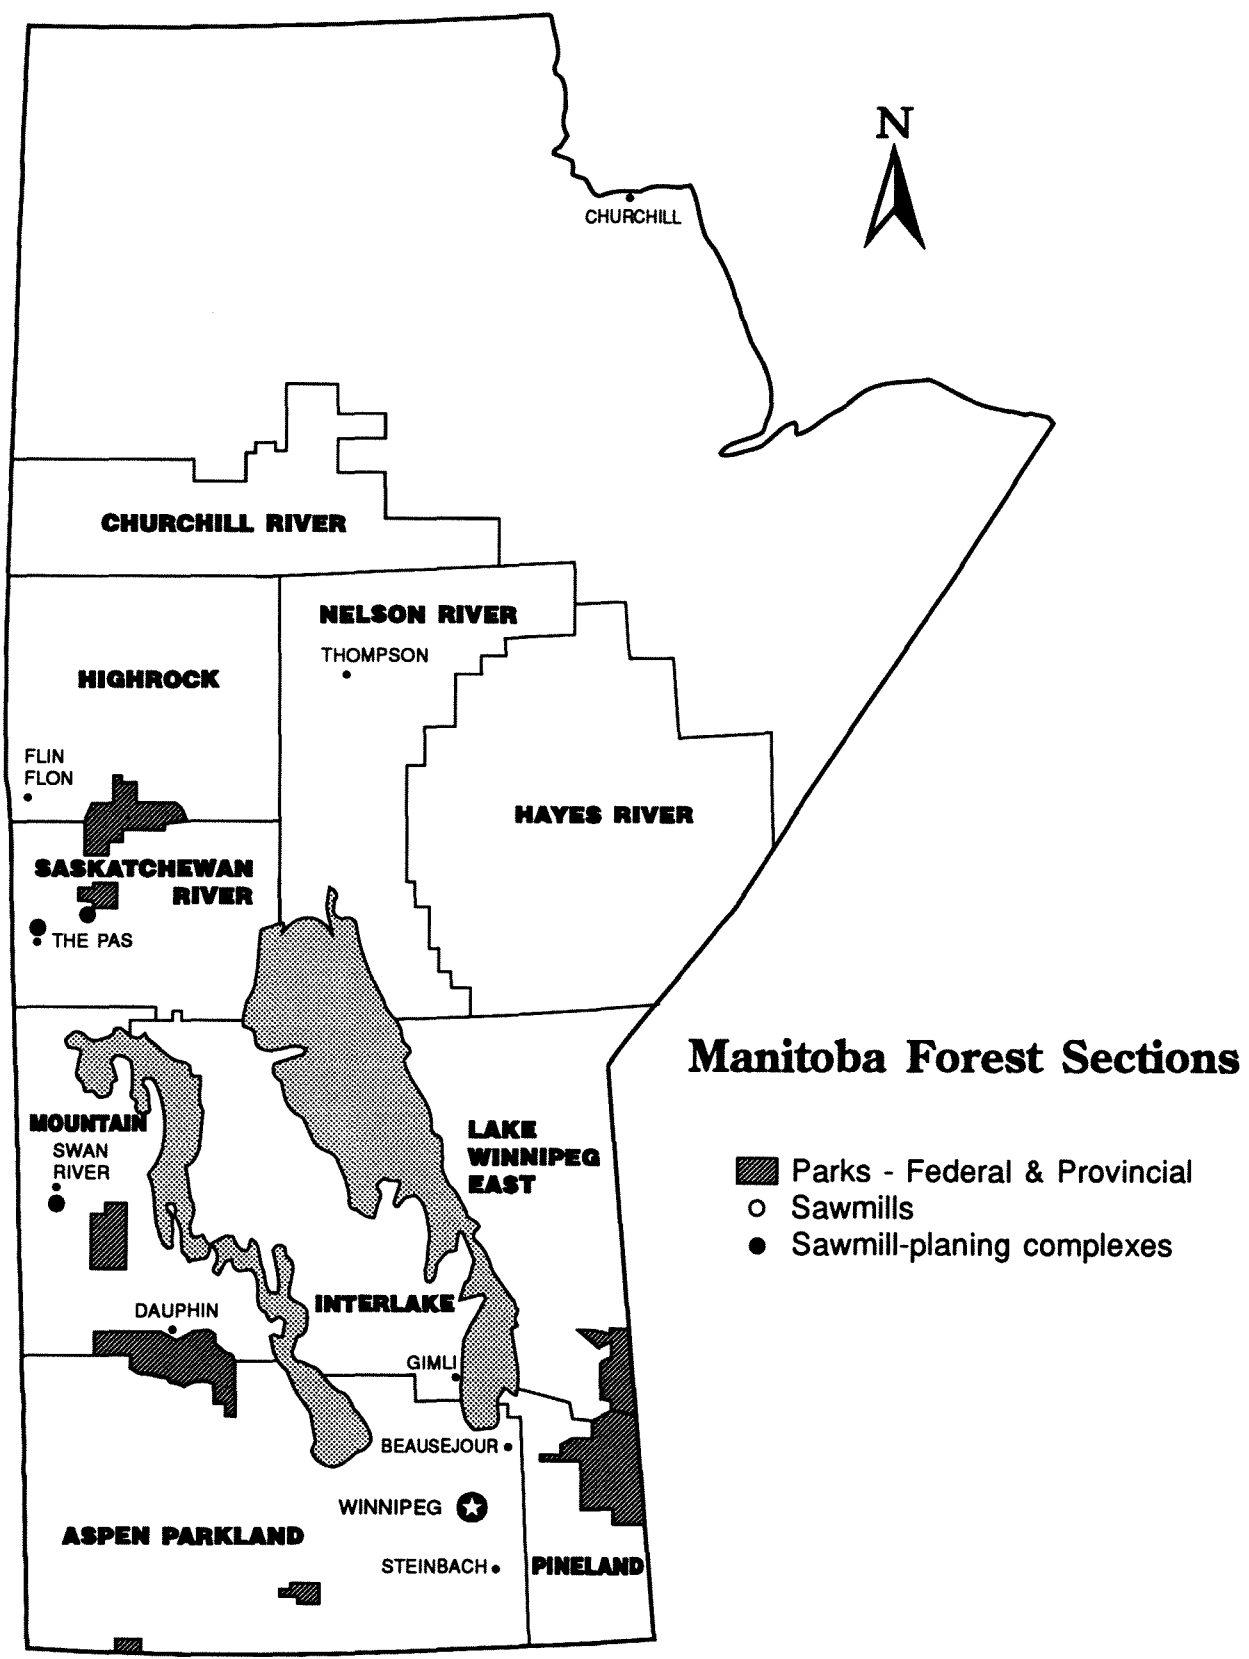 N
CHURCHILL
CHURCHILL RIVER
NELSON RIVER
THOMPSON
HIGHROCK
FLIN
FLON
HAYES RIVER
SASKATCHEWAN
RIVER
THE PAS
Manitoba Forest Sections
MOUNTAIN
SWAN
RIVER
LAKE
WINNIPEG
EAST
Parks - Federal & Provincial
Sawmills
Sawmill-planing complexes
DAUPHIN
INTERLAKE
GIMLI
BEAUSEJOUR
WINNIPEG
ASPEN PARKLAND
STEINBACH
PINELAND